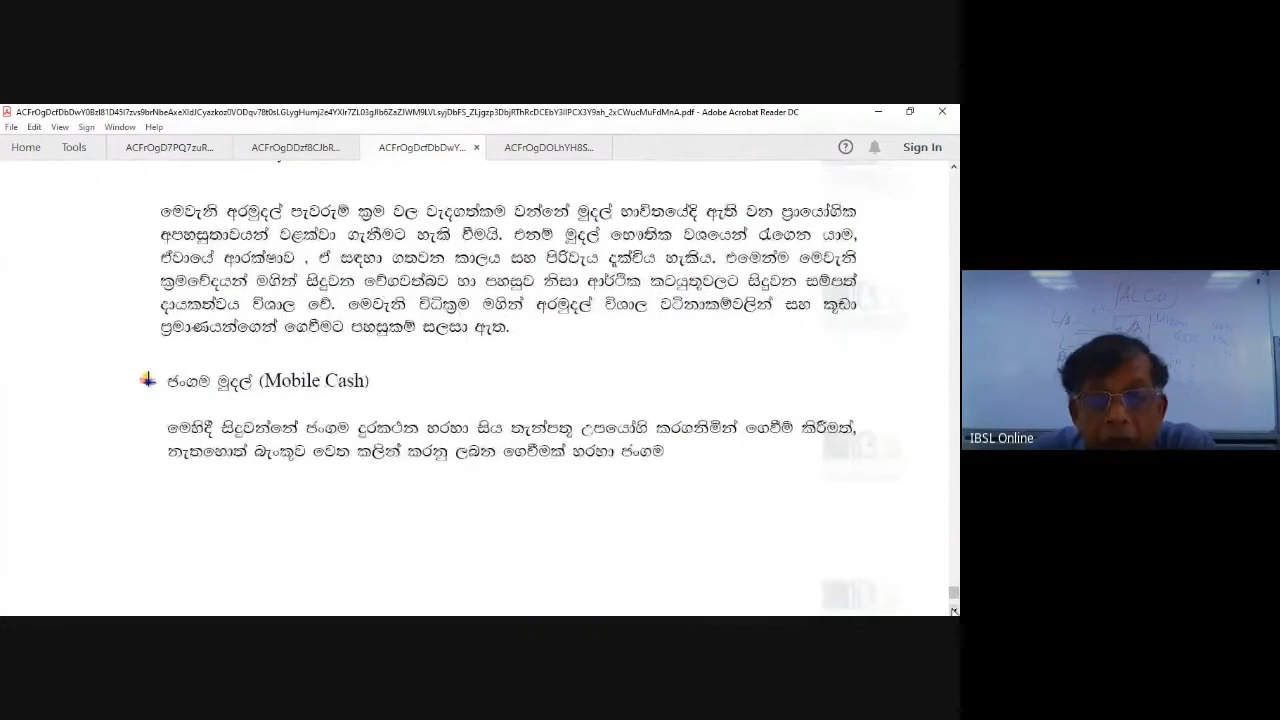 ACFrOgDcfDbDwY0BzI81D45I7zvs9brNbeAxeXIdJCyazkoz0VODqv78t0sLGLygHumj2e4YXIr7ZL03gJIb6ZaZJWM9LVLsyjDbFS_ZLjgzp3DbjRThRcDCEbY3IIPCX3Y9ah_2xCWucMuFdMnA.pdf - Adobe Acrobat Reader DC
File Edit View Sign Window Help
Home Tools ACFrOgD7PQ7zuR... ACFrOgDDzf8CJbR... ACFrOgDcfDbDwY... ACFrOgDOLhYH8S... Sign In
මෙවැනි අරමුදල් පැවරුම් ක්‍රම වල වැදගත්කම වන්නේ මුදල් භාවිතයේදි ඇති වන ප්‍රායෝගික
අපහසුතාවයන් වළක්වා ගැනීමට හැකි වීමයි. එනම් මුදල් භෞතික වශයෙන් රැගෙන යාම,
ඒවායේ ආරක්ෂාව , ඒ සඳහා ගතවන කාලය සහ පිරිවැය දැක්විය හැකිය. එමෙන්ම මෙවැනි
ක්‍රමවේදයන් මගින් සිදුවන වේගවත්බව හා පහසුව නිසා ආර්ථික කටයුතුවලට සිදුවන සම්පත්
දායකත්වය විශාල වේ. මෙවැනි විධික්‍රම මගින් අරමුදල් විශාල වටිනාකම්වලින් සහ කුඩා
ප්‍රමාණයන්ගෙන් ගෙවීමට පහසුකම් සලසා ඇත.
ජංගම මුදල් (Mobile Cash)
මෙහිදී සිදුවන්නේ ජංගම දුරකථන හරහා සිය තැන්පතු උපයෝගි කරගනිමින් ගෙවීම් කිරීමත්,
නැතහොත් බැංකුව වෙත කලින් කරනු ලබන ගෙවීමක් හරහා ජංගම
(ALCO)
IBSL Online